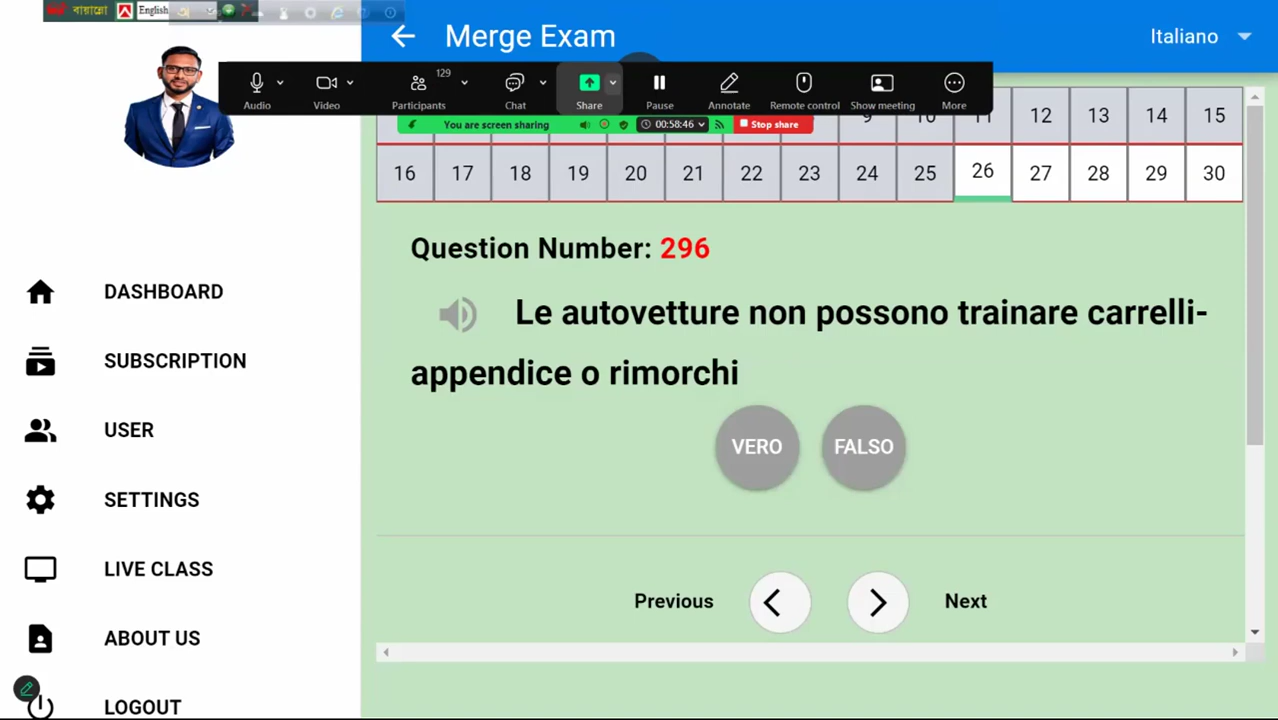 বায়ান্নো
English
Merge Exam
Italiano
129
Audio
Video
Participants
Chat
Share
Pause
Annotate
Remote control
Show meeting
More
You are screen sharing
00:58:46
Stop share
9 10 11 12 13 14 15
16 17 18 19 20 21 22 23 24 25 26 27 28 29 30
Question Number: 296
Le autovetture non possono trainare carrelli-
appendice o rimorchi
VERO
FALSO
Previous
Next
DASHBOARD
SUBSCRIPTION
USER
SETTINGS
LIVE CLASS
ABOUT US
LOGOUT